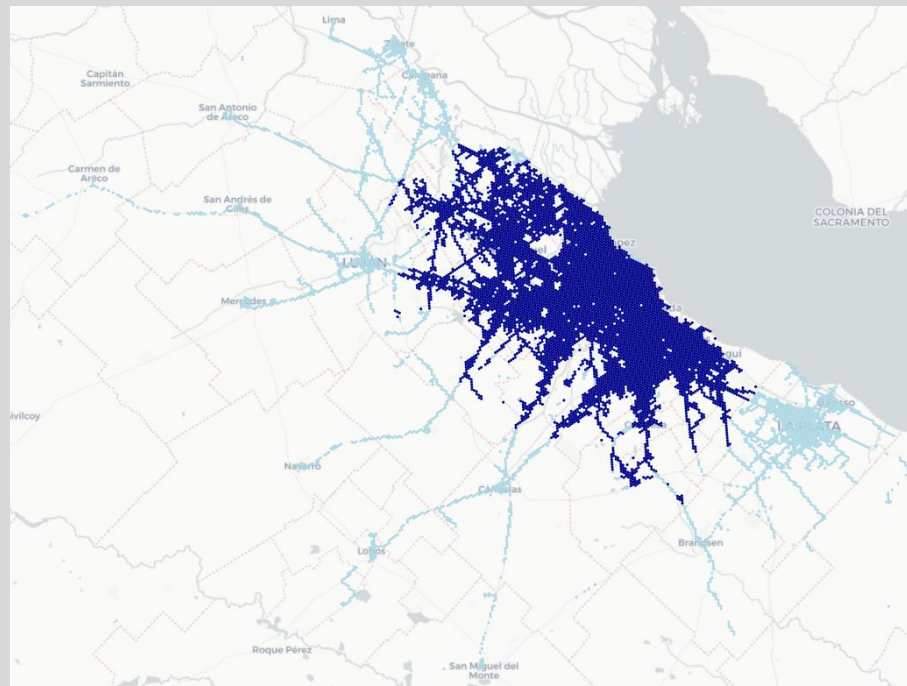 Lima
Zárate
Campana
Capitán
Sarmiento
San Antonio
de Areco
Carmen de
Areco
San Andrés de
Giles
LUJÁN
Mercedes
COLONIA DEL
SACRAMENTO
LA PLATA
Navarro
Cañuelas
Brandsen
Lobos
Roque Pérez
San Miguel del
Monte